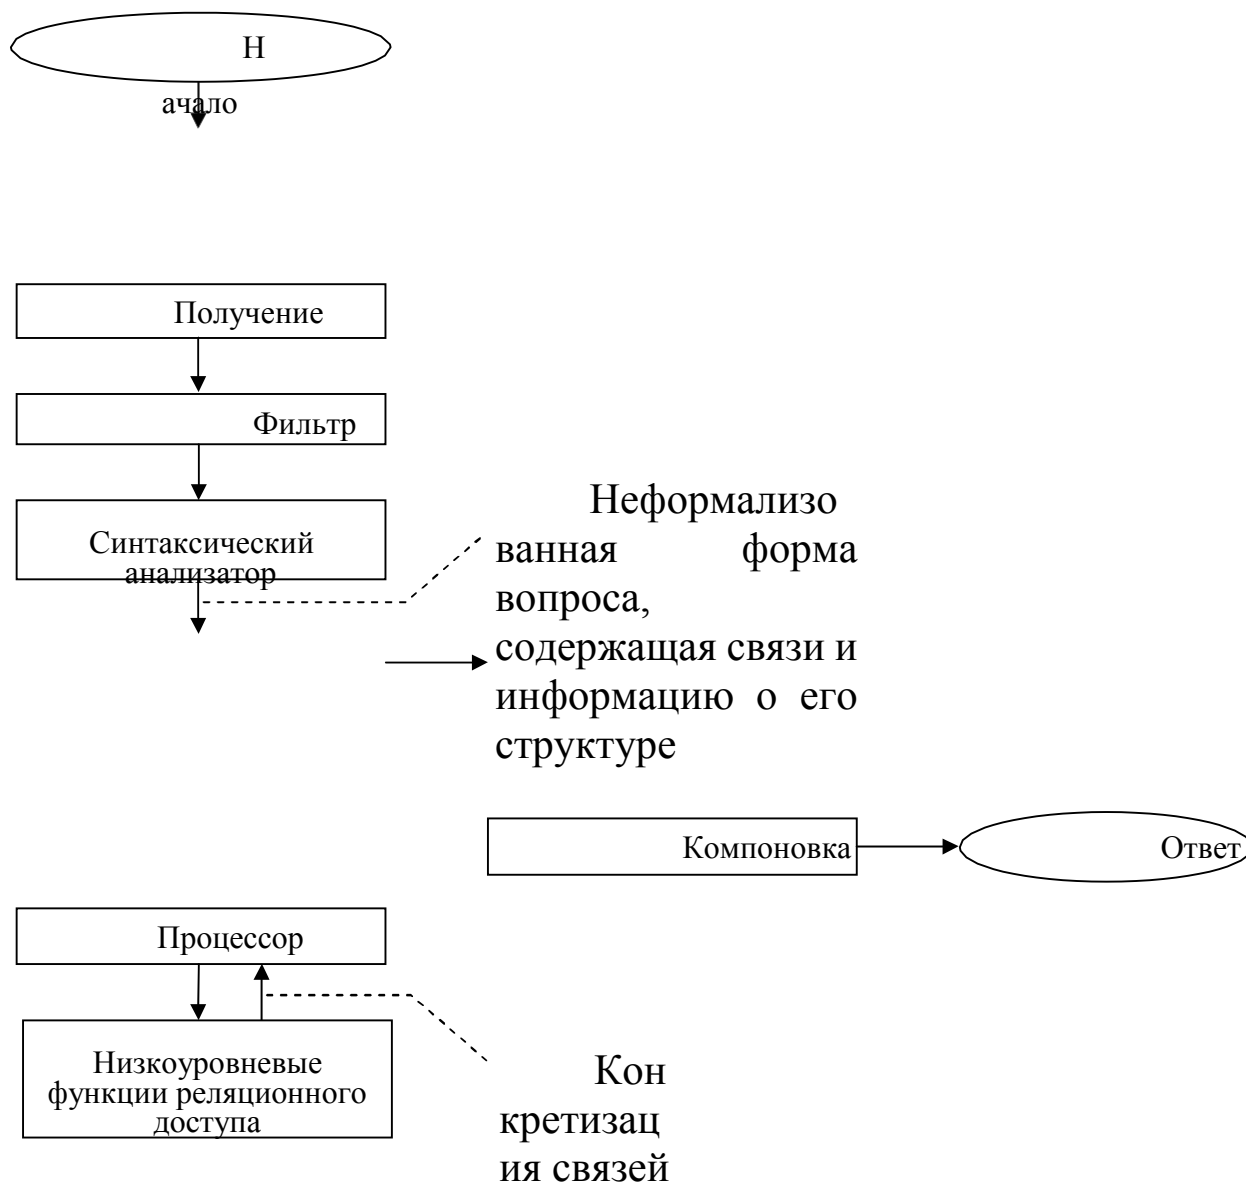 Н
ачало
Получение
Фильтр
Синтаксический
анализатор
Неформализо
ванная форма
вопроса,
содержащая связи и
информацию о его
структуре
Компоновка
Ответ
Процессор
Низкоуровневые
функции реляционного
доступа
Кон
кретизац
ия связей